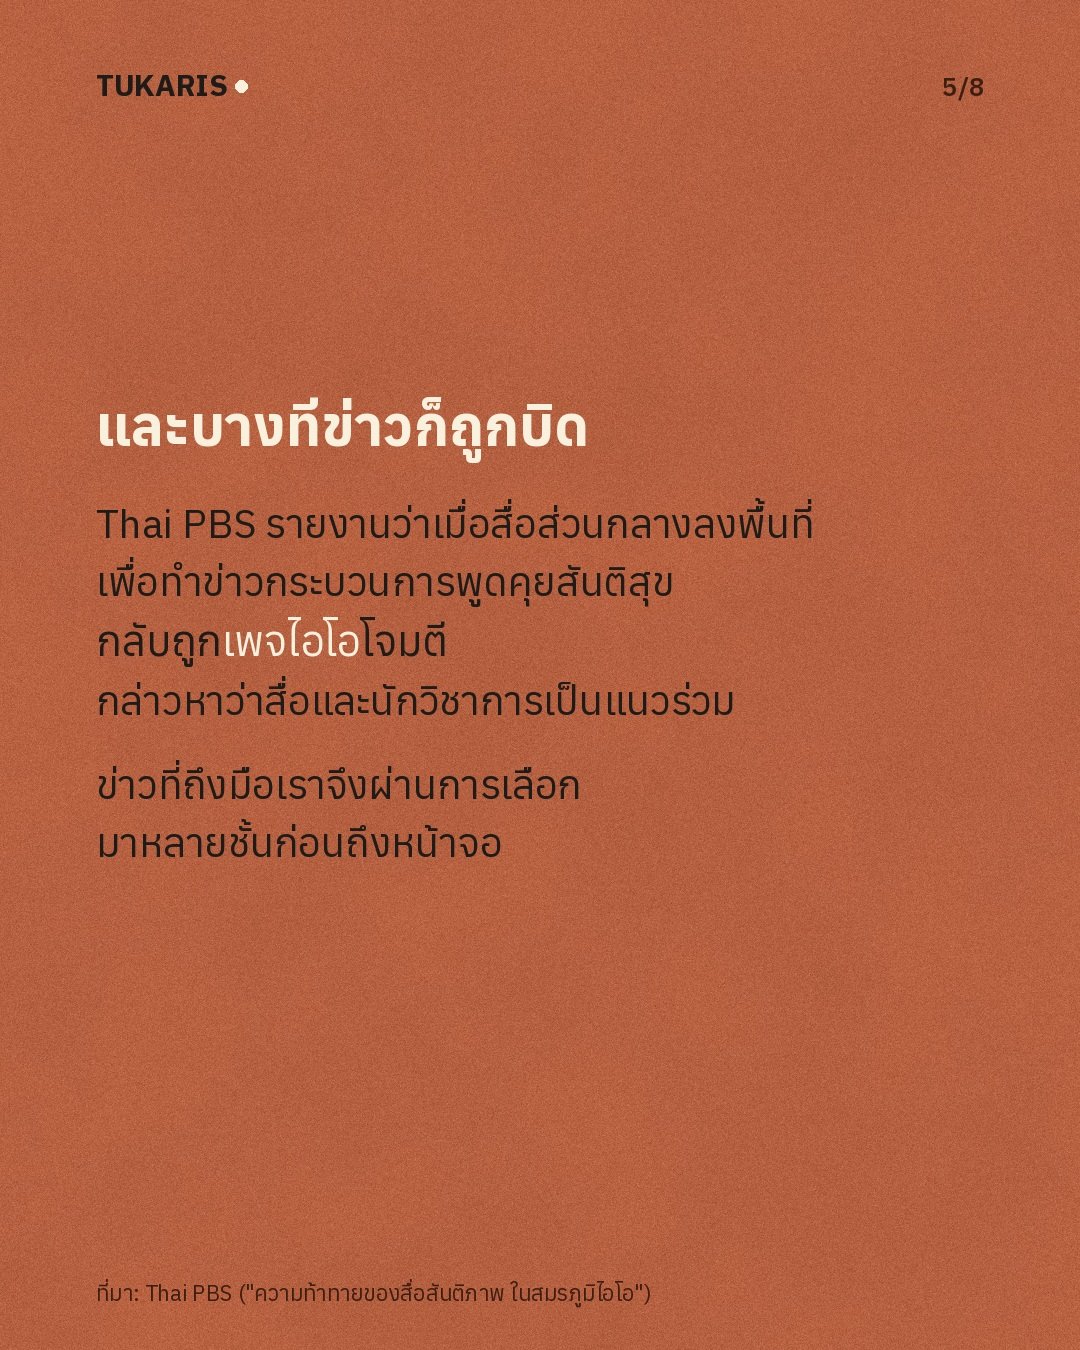 TUKARIS
5/8
และบางทีข่าวก็ถูกบิด
Thai PBS รายงานว่าเมื่อสื่อส่วนกลางลงพื้นที่
เพื่อทำข่าวกระบวนการพูดคุยสันติสุข
กลับถูกเพจไอโอโจมตี
กล่าวหาว่าสื่อและนักวิชาการเป็นแนวร่วม
ข่าวที่ถึงมือเราจึงผ่านการเลือก
มาหลายชั้นก่อนถึงหน้าจอ
ที่มา: Thai PBS ("ความท้าทายของสื่อสันติภาพ ในสมรภูมิไอโอ")